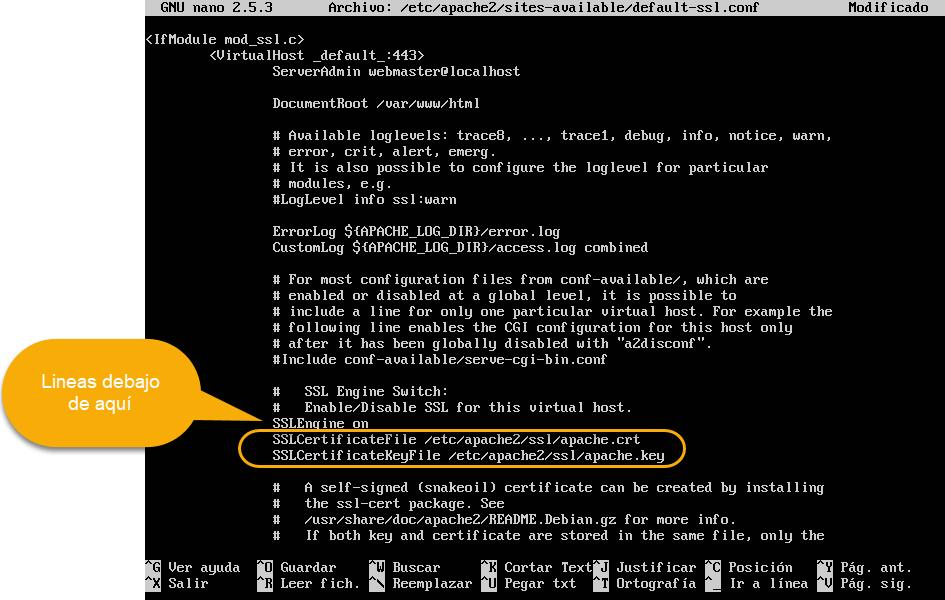 GNU nano 2.5.3 Archivo: /etc/apache2/sites-available/default-ssl.conf Modificado
<IfModule mod_ssl.c>
<VirtualHost _default_:443>
ServerAdmin webmaster@localhost
DocumentRoot /var/www/html
# Available loglevels: trace8, ..., trace1, debug, info, notice, warn,
# error, crit, alert, emerg.
# It is also possible to configure the loglevel for particular
# modules, e.g.
#LogLevel info ssl:warn
ErrorLog ${APACHE_LOG_DIR}/error.log
CustomLog ${APACHE_LOG_DIR}/access.log combined
# For most configuration files from conf-available/, which are
# enabled or disabled at a global level, it is possible to
# include a line for only one particular virtual host. For example the
# following line enables the CGI configuration for this host only
# after it has been globally disabled with "a2disconf".
#Include conf-available/serve-cgi-bin.conf
Lineas debajo
de aquí
#   SSL Engine Switch:
#   Enable/Disable SSL for this virtual host.
SSLEngine on
SSLCertificateFile /etc/apache2/ssl/apache.crt
SSLCertificateKeyFile /etc/apache2/ssl/apache.key
#   A self-signed (snakeoil) certificate can be created by installing
#   the ssl-cert package. See
#   /usr/share/doc/apache2/README.Debian.gz for more info.
#   If both key and certificate are stored in the same file, only the
^G Ver ayuda ^O Guardar ^W Buscar ^K Cortar Text ^J Justificar ^C Posición ^Y Pág. ant.
^X Salir ^R Leer fich. ^\ Reemplazar ^U Pegar txt ^T Ortografía ^_ Ir a línea ^V Pág. sig.